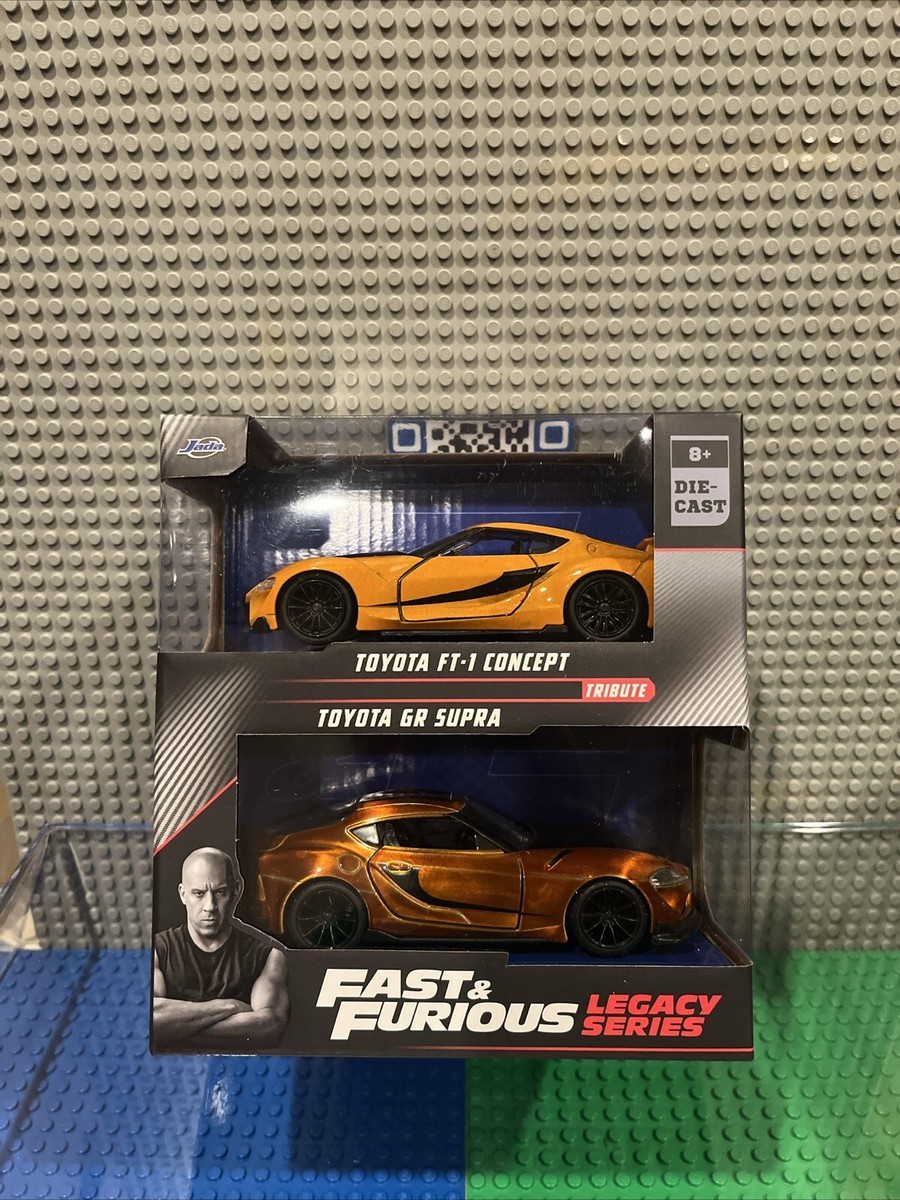 Jada
8+
DIE-
CAST
TOYOTA FT-1 CONCEPT
TRIBUTE
TOYOTA GR SUPRA
FAST &
FURIOUS
LEGACY
SERIES